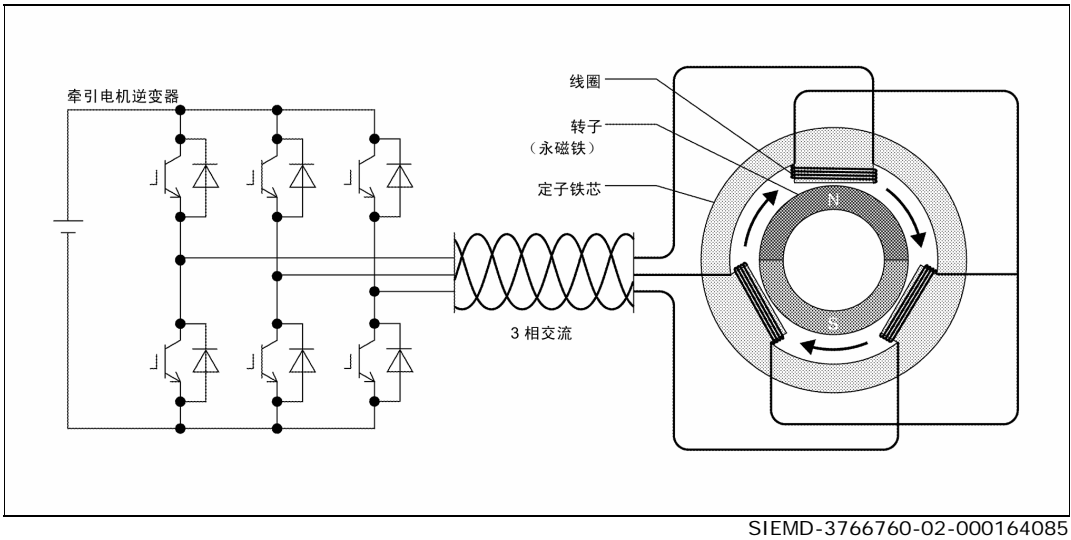 牵引电机逆变器
线圈
转子
（永磁铁）
定子铁芯
N
S
3 相交流
SIEMD-3766760-02-000164085